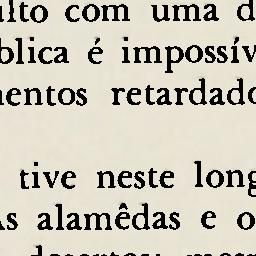 ulto com uma d
blica é impossív
mentos retardado
tive neste long
As alamêdas e o